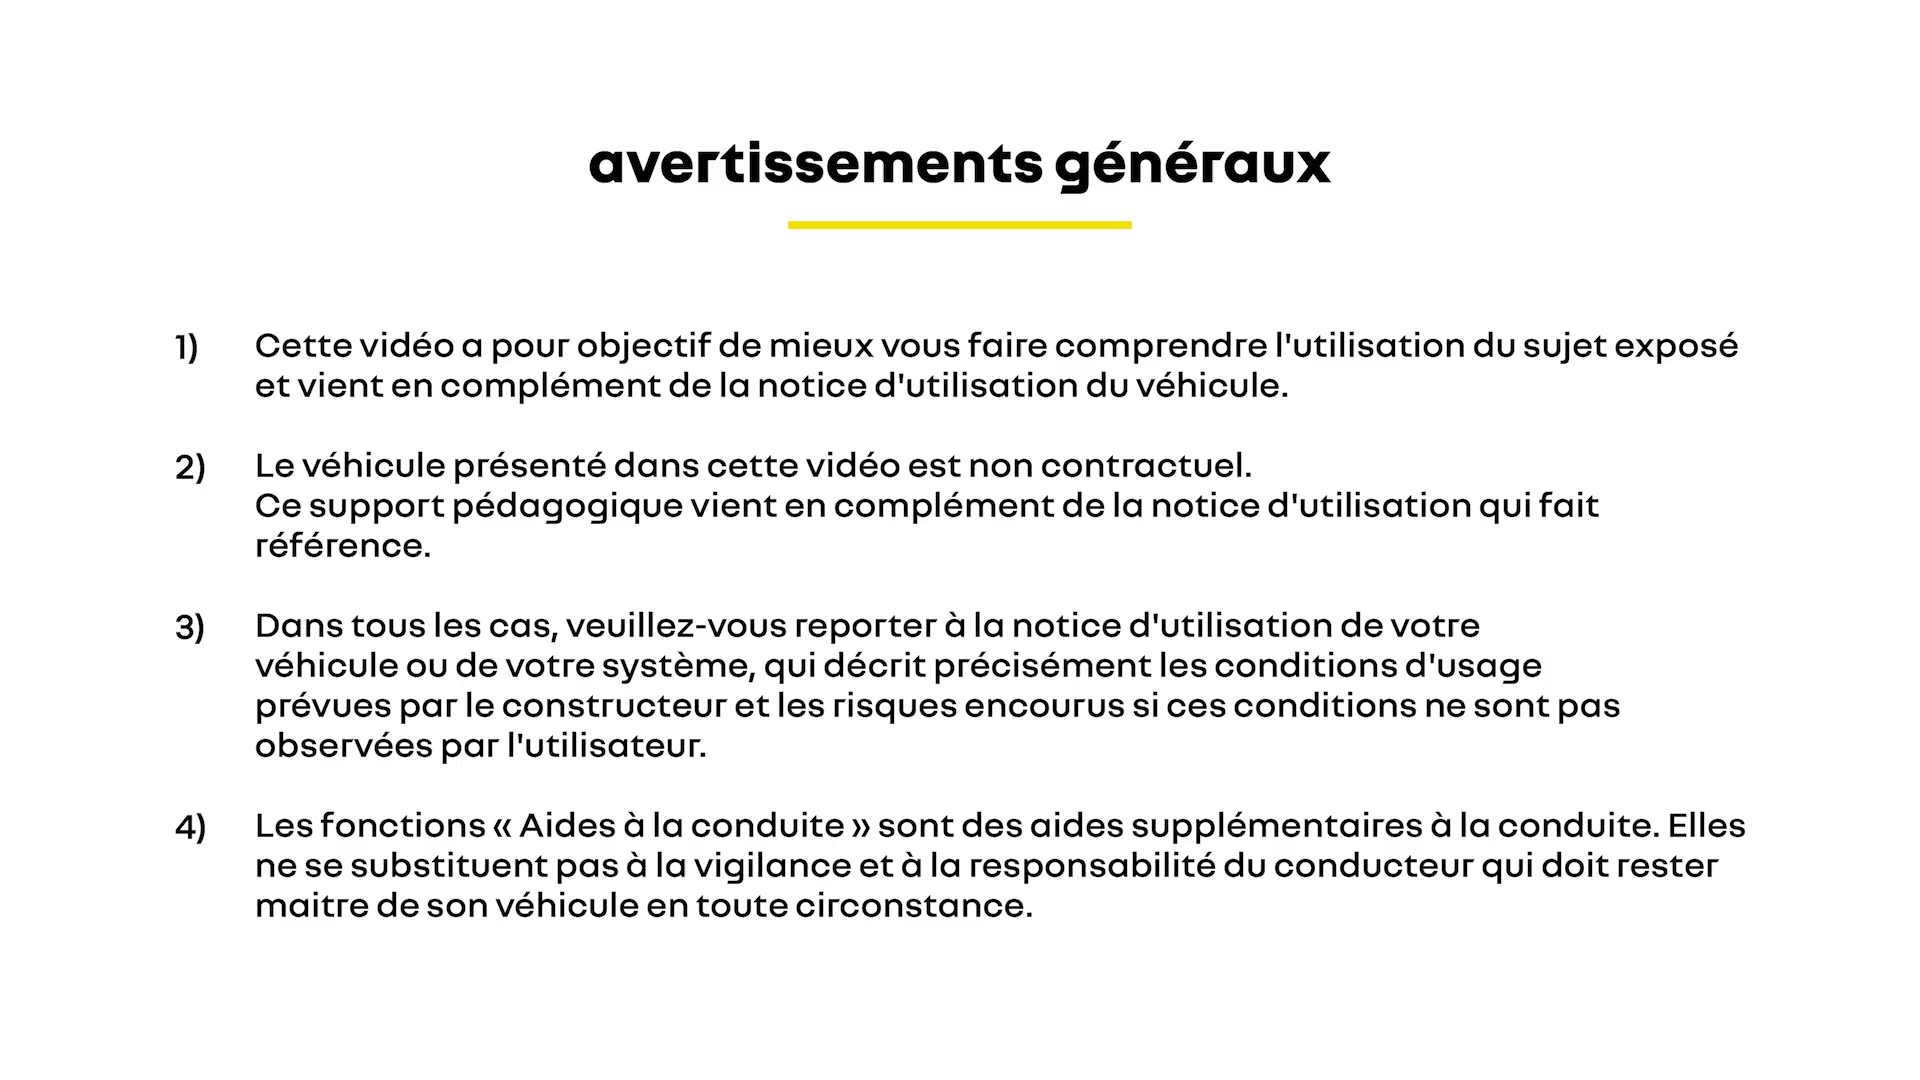 avertissements généraux
1) Cette vidéo a pour objectif de mieux vous faire comprendre l'utilisation du sujet exposé
et vient en complément de la notice d'utilisation du véhicule.
2) Le véhicule présenté dans cette vidéo est non contractuel.
Ce support pédagogique vient en complément de la notice d'utilisation qui fait
référence.
3) Dans tous les cas, veuillez-vous reporter à la notice d'utilisation de votre
véhicule ou de votre système, qui décrit précisément les conditions d'usage
prévues par le constructeur et les risques encourus si ces conditions ne sont pas
observées par l'utilisateur.
4) Les fonctions « Aides à la conduite » sont des aides supplémentaires à la conduite. Elles
ne se substituent pas à la vigilance et à la responsabilité du conducteur qui doit rester
maitre de son véhicule en toute circonstance.